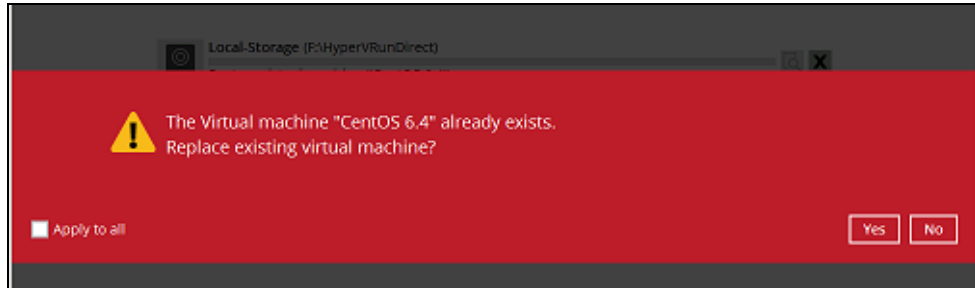 Local-Storage (F:\HyperVRunDirect)
The Virtual machine "CentOS 6.4" already exists.
Replace existing virtual machine?
Apply to all
Yes
No